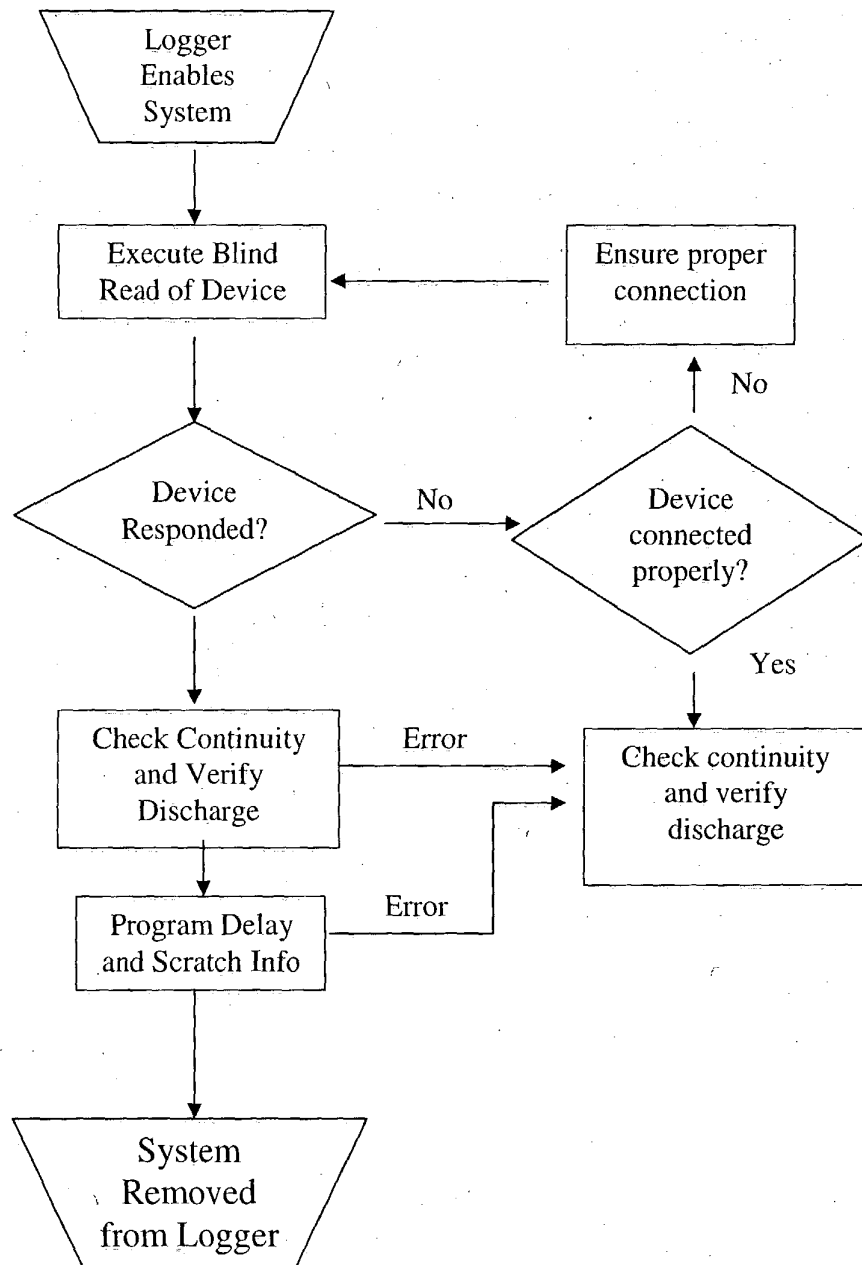 Logger
Enables
System
Execute Blind
Read of Device
Ensure proper
connection
No
Device
Responded?
No
Device
connected
properly?
Yes
Check Continuity
and Verify
Discharge
Error
Check continuity
and verify
discharge
Program Delay
and Scratch Info
Error
System
Removed
from Logger